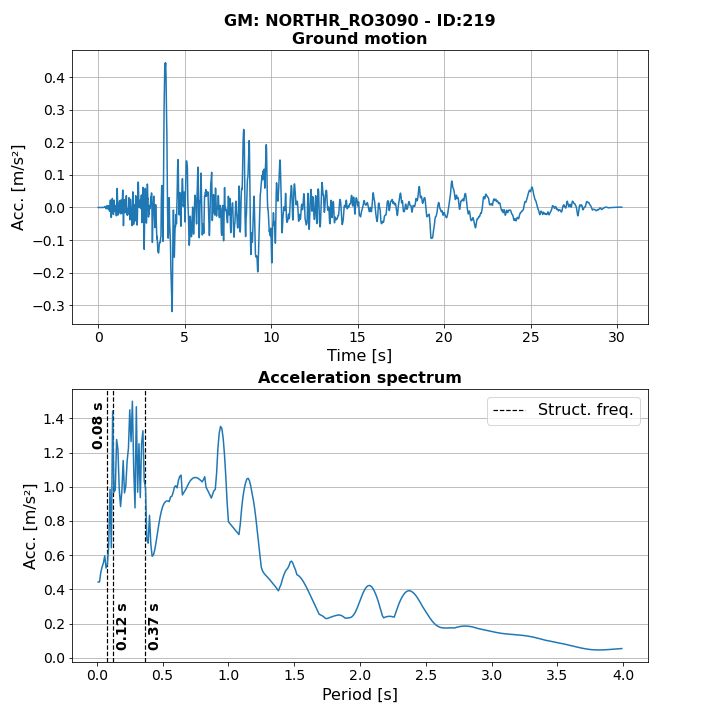 GM: NORTHR_RO3090 - ID:219
Ground motion
Acc. [m/s²]
0.4
0.3
0.2
0.1
0.0
−0.1
−0.2
−0.3
0 5 10 15 20 25 30
Time [s]
Acceleration spectrum
Acc. [m/s²]
1.4
1.2
1.0
0.8
0.6
0.4
0.2
0.0
Struct. freq.
0.08 s
0.12 s
0.37 s
0.0 0.5 1.0 1.5 2.0 2.5 3.0 3.5 4.0
Period [s]